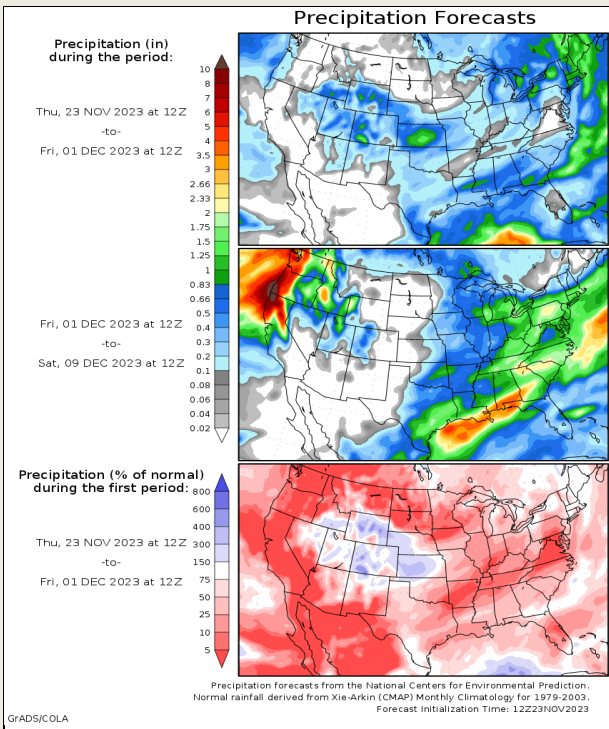 Precipitation Forecasts
Precipitation (in)
during the period:
Thu, 23 NOV 2023 at 12Z
-to-
Fri, 01 DEC 2023 at 12Z
10
8
7
6
5
4
3.5
3
2.66
2.33
2
1.75
1.5
1.25
1
0.83
0.66
0.5
0.4
0.3
0.2
0.1
0.08
0.06
0.04
0.02
Fri, 01 DEC 2023 at 12Z
-to-
Sat, 09 DEC 2023 at 12Z
Precipitation (% of normal)
during the first period:
Thu, 23 NOV 2023 at 12Z
-to-
Fri, 01 DEC 2023 at 12Z
800
600
400
300
150
75
50
25
10
5
Precipitation forecasts from the National Centers for Environmental Prediction.
Normal rainfall derived from Xie-Arkin (CMAP) Monthly Climatology for 1979-2003.
Forecast Initialization Time: 12Z23NOV2023
GrADS/COLA